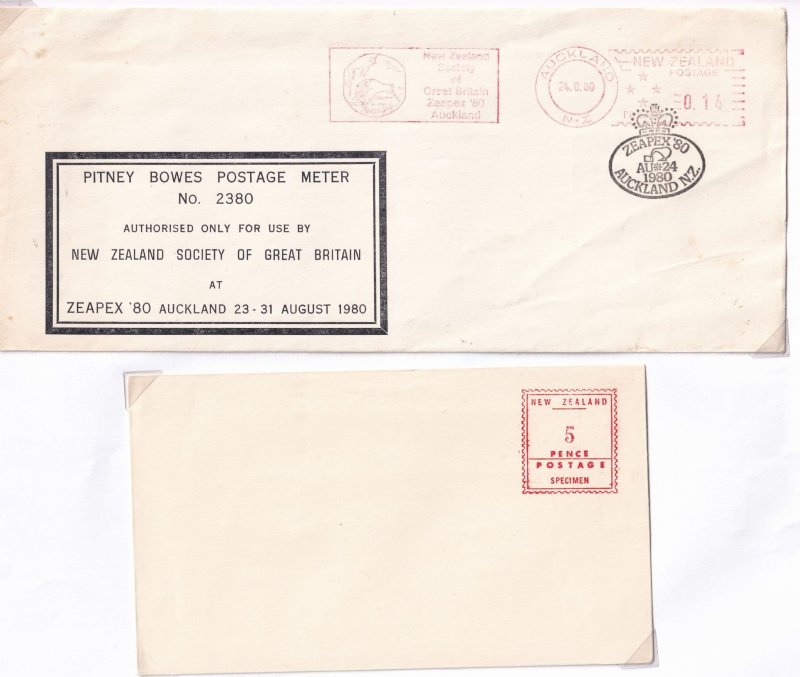 New Zealand
Society
of
Great Britain
Zeapex '80
Auckland
AUCKLAND
24.8.80
N.Z
NEW ZEALAND
POSTAGE
0.14
ZEAPEX '80
AU 24
1980
AUCKLAND N.Z.
PITNEY BOWES POSTAGE METER
No. 2380
AUTHORISED ONLY FOR USE BY
NEW ZEALAND SOCIETY OF GREAT BRITAIN
AT
ZEAPEX '80 AUCKLAND 23-31 AUGUST 1980
NEW ZEALAND
5
PENCE
POSTAGE
SPECIMEN